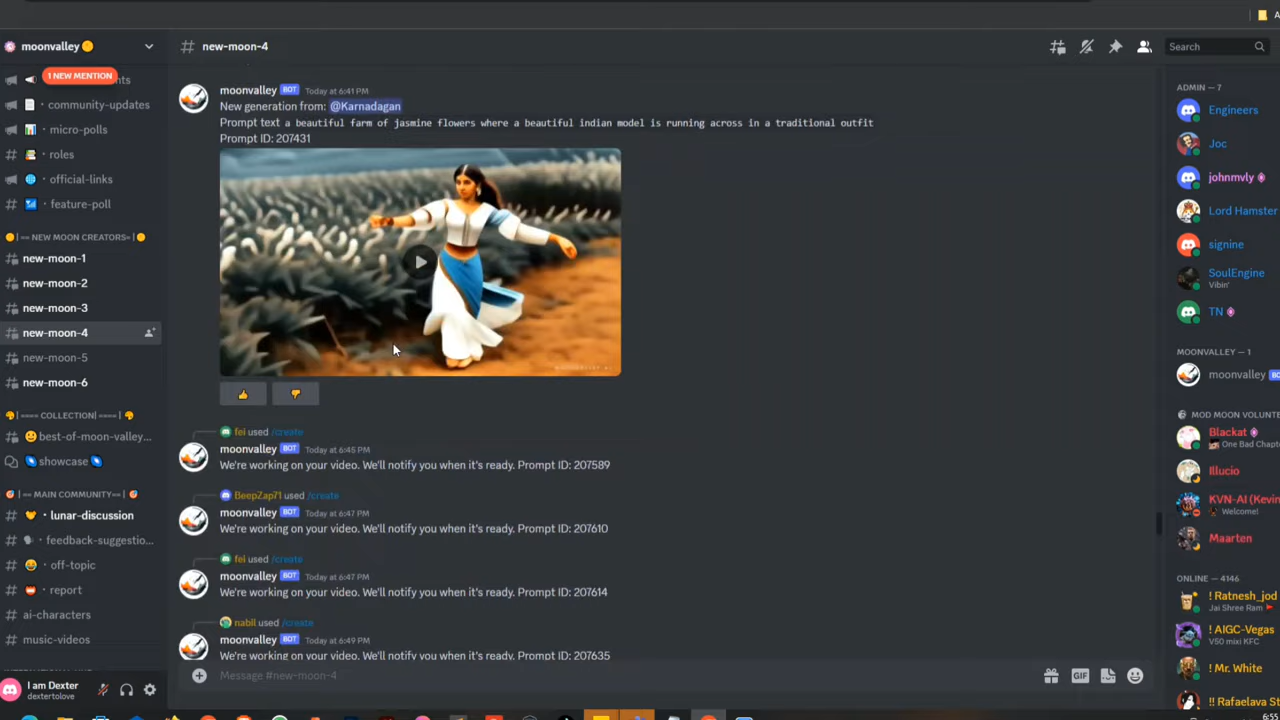 moonvalley
1 NEW MENTION
community-updates
micro-polls
roles
official-links
feature-poll
== NEW MOON CREATORS=
new-moon-1
new-moon-2
new-moon-3
new-moon-4
new-moon-5
new-moon-6
==== COLLECTION| ====
best-of-moon-valley...
showcase
== MAIN COMMUNITY==
lunar-discussion
feedback-suggestio...
off-topic
report
ai-characters
music-videos
I am Dexter
dextertolove
# new-moon-4
Search
moonvalley BOT Today at 6:41 PM
New generation from: @Karnadagan
Prompt text a beautiful farm of jasmine flowers where a beautiful indian model is running across in a traditional outfit
Prompt ID: 207431
fei used /create
moonvalley BOT Today at 6:45 PM
We're working on your video. We'll notify you when it's ready. Prompt ID: 207589
BeepZap71 used /create
moonvalley BOT Today at 6:47 PM
We're working on your video. We'll notify you when it's ready. Prompt ID: 207610
fei used /create
moonvalley BOT Today at 6:47 PM
We're working on your video. We'll notify you when it's ready. Prompt ID: 207614
nabil used /create
moonvalley BOT Today at 6:49 PM
We're working on your video. We'll notify you when it's ready. Prompt ID: 207635
Message #new-moon-4
GIF
ADMIN — 7
Engineers
Joc
johnmvly
Lord Hamster
signine
SoulEngine
Vibin'
TN
MOONVALLEY — 1
moonvalley
MOD MOON VOLUNTE
Blackat
One Bad Chapt
Illucio
KVN-AI (Kevin
Welcome!
Maarten
ONLINE — 4146
! Ratnesh_jod
Jai Shree Ram
! AIGC-Vegas
V50 mixi KFC
! Mr. White
! Rafaelava S
6:55